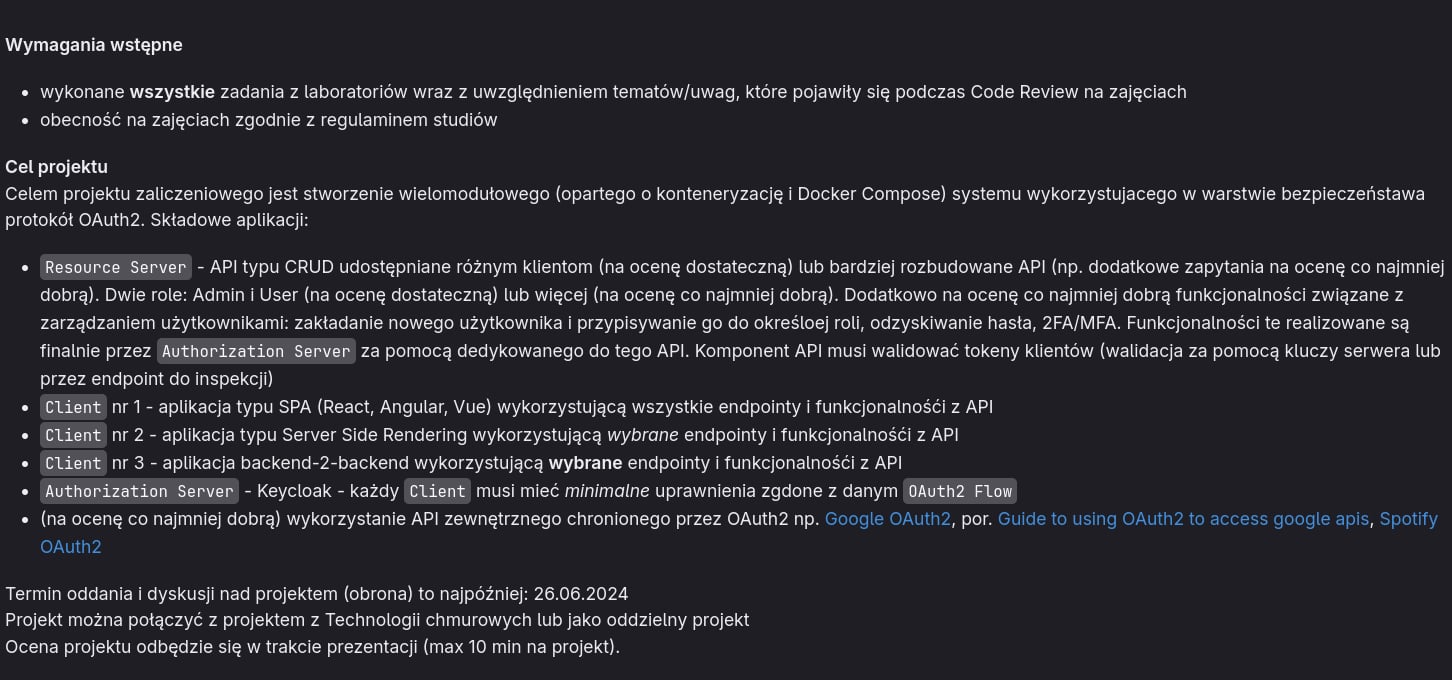 Wymagania wstępne
wykonane wszystkie zadania z laboratoriów wraz z uwzględnieniem tematów/uwag, które pojawiły się podczas Code Review na zajęciach
obecność na zajęciach zgodnie z regulaminem studiów
Cel projektu
Celem projektu zaliczeniowego jest stworzenie wielomodułowego (opartego o konteneryzację i Docker Compose) systemu wykorzystujacego w warstwie bezpieczeństawa
protokół OAuth2. Składowe aplikacji:
Resource Server - API typu CRUD udostępniane różnym klientom (na ocenę dostateczną) lub bardziej rozbudowane API (np. dodatkowe zapytania na ocenę co najmniej
dobrą). Dwie role: Admin i User (na ocenę dostateczną) lub więcej (na ocenę co najmniej dobrą). Dodatkowo na ocenę co najmniej dobrą funkcjonalności związane z
zarządzaniem użytkownikami: zakładanie nowego użytkownika i przypisywanie go do określoej roli, odzyskiwanie hasła, 2FA/MFA. Funkcjonalności te realizowane są
finalnie przez Authorization Server za pomocą dedykowanego do tego API. Komponent API musi walidować tokeny klientów (walidacja za pomocą kluczy serwera lub
przez endpoint do inspekcji)
Client nr 1 - aplikacja typu SPA (React, Angular, Vue) wykorzystującą wszystkie endpointy i funkcjonalnośći z API
Client nr 2 - aplikacja typu Server Side Rendering wykorzystującą wybrane endpointy i funkcjonalnośći z API
Client nr 3 - aplikacja backend-2-backend wykorzystującą wybrane endpointy i funkcjonalnośći z API
Authorization Server - Keycloak - każdy Client musi mieć minimalne uprawnienia zgdone z danym OAuth2 Flow
(na ocenę co najmniej dobrą) wykorzystanie API zewnętrznego chronionego przez OAuth2 np. Google OAuth2, por. Guide to using OAuth2 to access google apis, Spotify
OAuth2
Termin oddania i dyskusji nad projektem (obrona) to najpóźniej: 26.06.2024
Projekt można połączyć z projektem z Technologii chmurowych lub jako oddzielny projekt
Ocena projektu odbędzie się w trakcie prezentacji (max 10 min na projekt).